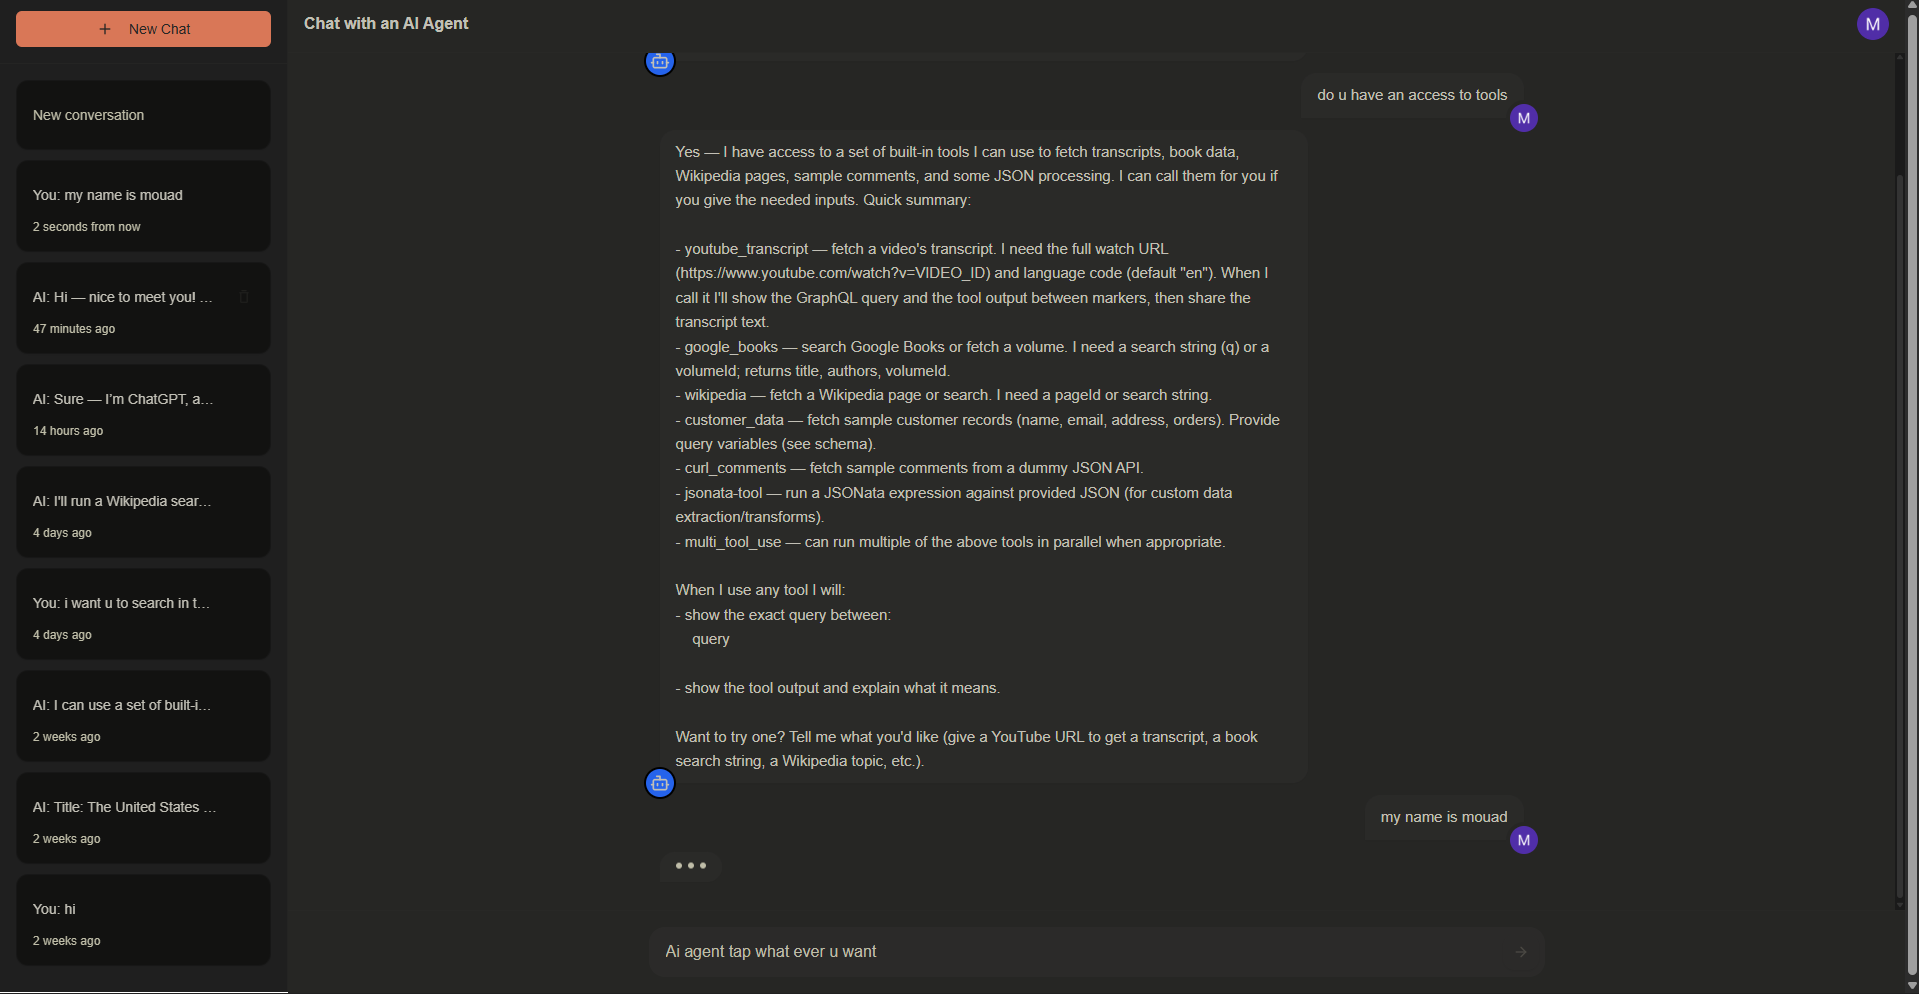 New Chat
New conversation
You: my name is mouad
2 seconds from now
AI: Hi — nice to meet you! ...
47 minutes ago
AI: Sure — I'm ChatGPT, a...
14 hours ago
AI: I'll run a Wikipedia sear...
4 days ago
You: i want u to search in t...
4 days ago
AI: I can use a set of built-i...
2 weeks ago
AI: Title: The United States ...
2 weeks ago
You: hi
2 weeks ago
Chat with an AI Agent
M
do u have an access to tools
M
Yes — I have access to a set of built-in tools I can use to fetch transcripts, book data,
Wikipedia pages, sample comments, and some JSON processing. I can call them for you if
you give the needed inputs. Quick summary:
- youtube_transcript — fetch a video's transcript. I need the full watch URL
(https://www.youtube.com/watch?v=VIDEO_ID) and language code (default "en"). When I
call it I'll show the GraphQL query and the tool output between markers, then share the
transcript text.
- google_books — search Google Books or fetch a volume. I need a search string (q) or a
volumeId; returns title, authors, volumeId.
- wikipedia — fetch a Wikipedia page or search. I need a pageId or search string.
- customer_data — fetch sample customer records (name, email, address, orders). Provide
query variables (see schema).
- curl_comments — fetch sample comments from a dummy JSON API.
- jsonata-tool — run a JSONata expression against provided JSON (for custom data
extraction/transforms).
- multi_tool_use — can run multiple of the above tools in parallel when appropriate.
When I use any tool I will:
- show the exact query between:
query
- show the tool output and explain what it means.
Want to try one? Tell me what you'd like (give a YouTube URL to get a transcript, a book
search string, a Wikipedia topic, etc.).
my name is mouad
M
Ai agent tap what ever u want